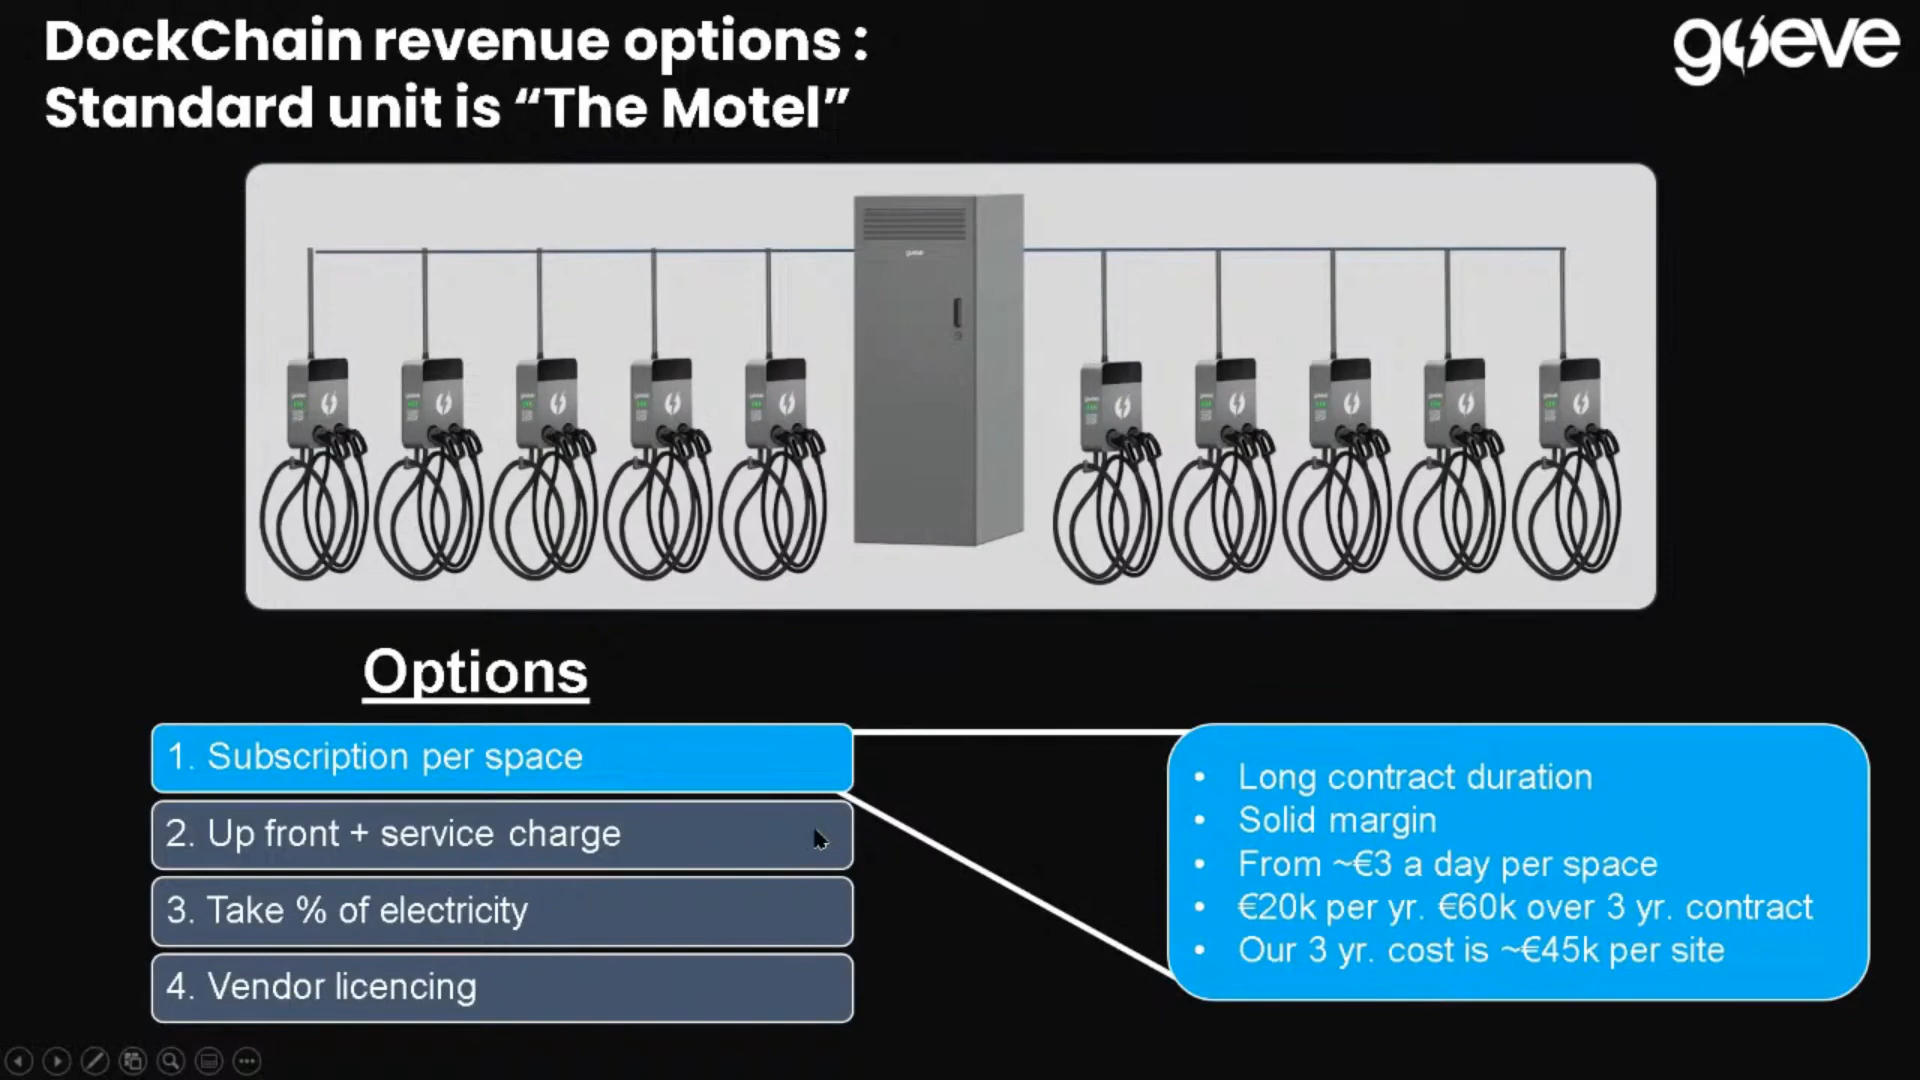 DockChain revenue options :
Standard unit is “The Motel”
goeve
goeve
Options
1. Subscription per space
2. Up front + service charge
3. Take % of electricity
4. Vendor licencing
• Long contract duration
• Solid margin
• From ~€3 a day per space
• €20k per yr. €60k over 3 yr. contract
• Our 3 yr. cost is ~€45k per site